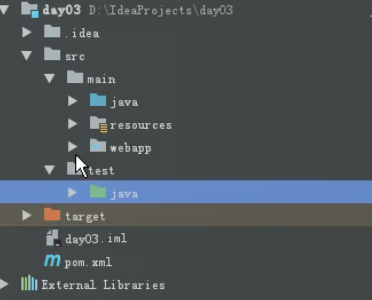 day03 D:\IdeaProjects\day03
.idea
src
main
java
resources
webapp
test
java
target
day03.iml
pom.xml
External Libraries